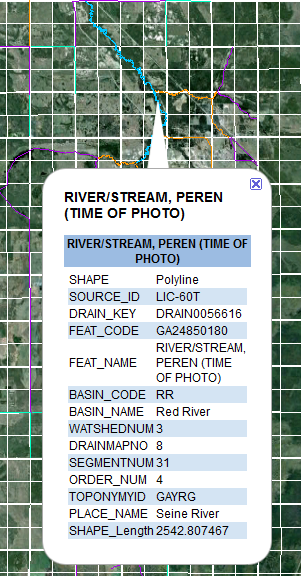 RIVER/STREAM, PEREN
(TIME OF PHOTO)
RIVER/STREAM, PEREN (TIME OF
PHOTO)
SHAPE Polyline
SOURCE_ID LIC-60T
DRAIN_KEY DRAIN0056616
FEAT_CODE GA24850180
FEAT_NAME RIVER/STREAM,
PEREN (TIME
OF PHOTO)
BASIN_CODE RR
BASIN_NAME Red River
WATSHEDNUM 3
DRAINMAPNO 8
SEGMENTNUM 31
ORDER_NUM 4
TOPONYMYID GAYRG
PLACE_NAME Seine River
SHAPE_Length 2542.807467